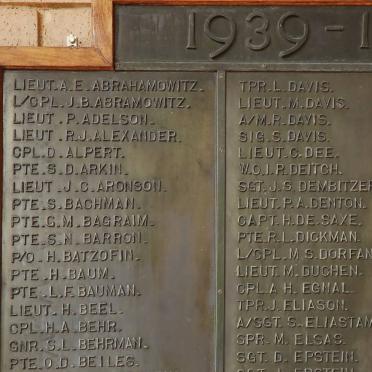 1939-1
LIEUT. A. E. ABRAHAMOWITZ.
L/CPL. J. B. ABRAMOWITZ.
LIEUT. P. ADELSON.
LIEUT. R. J. ALEXANDER.
CPL. D. ALPERT.
PTE. S. D. ARKIN.
LIEUT. J. C. ARONSON.
PTE. S. BACHMAN.
PTE. G. M. BAGRAIM.
PTE. S. N. BARRON.
P/O. H. BATZOFIN.
PTE. H. BAUM.
PTE. L. F. BAUMAN.
LIEUT. H. BEEL.
CPL. H. A. BEHR.
GNR. S. L. BEHRMAN.
PTE. O. D. BEILES.
TPR. L. DAVIS.
LIEUT. M. DAVIS.
A/M. R. DAVIS.
SIG. S. DAVIS.
LIEUT. C. DEE.
W.O.I. R. DEITCH.
SGT. J. S. DEMBITZE
LIEUT. P. A. DENTON.
CAPT. H. DE SAXE.
PTE. R. L. DICKMAN.
L/CPL. M. S. DORFAN
LIEUT. M. DUCHEN.
CPL. A. H. EGNAL.
TPR. J. ELIASON.
A/SGT. S. ELIASTAM
SPR. M. ELSAS.
SGT. D. EPSTEIN.